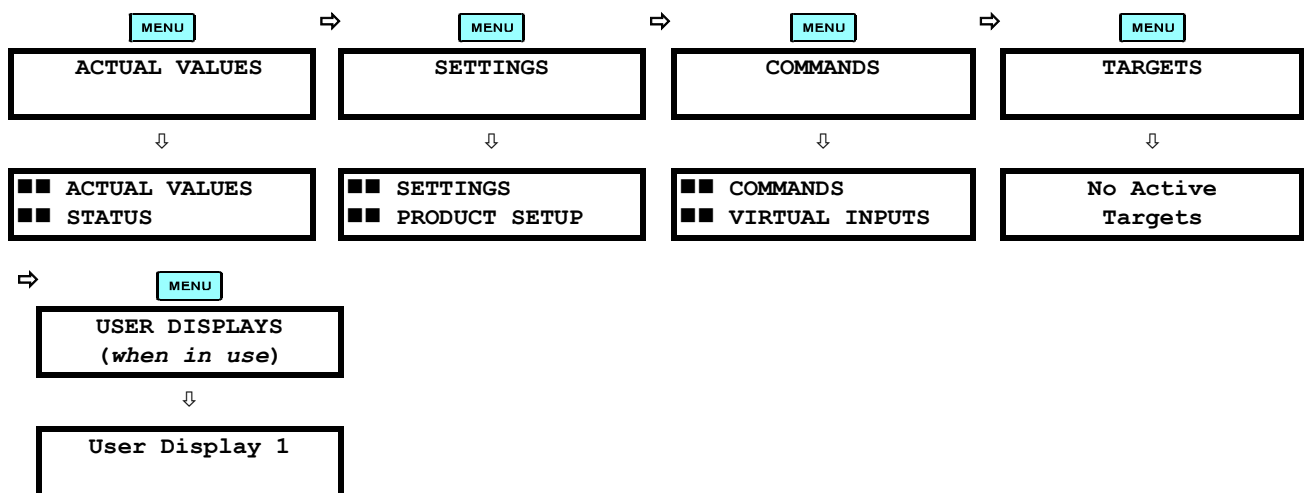 MENU MENU MENU MENU
ACTUAL VALUES SETTINGS COMMANDS TARGETS
ACTUAL VALUES SETTINGS COMMANDS No Active
STATUS PRODUCT SETUP VIRTUAL INPUTS Targets
MENU
USER DISPLAYS
(when in use)
User Display 1